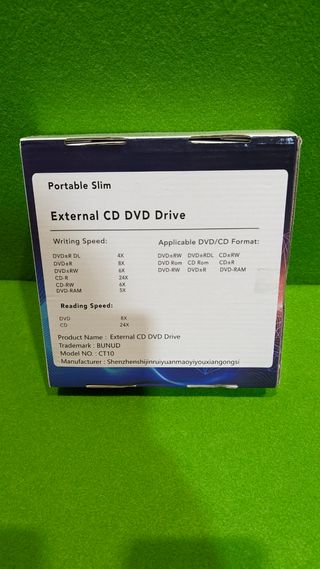 Portable Slim
External CD DVD Drive
Writing Speed:
DVD±R DL 4X
DVD±R 8X
DVD±RW 6X
CD-R 24X
CD-RW 6X
DVD-RAM 5X
Reading Speed:
DVD 8X
CD 24X
Applicable DVD/CD Format:
DVD±RW DVD±RDL CD±RW
DVD Rom CD Rom CD±R
DVD-RW DVD±R DVD-RAM
Product Name : External CD DVD Drive
Trademark : BUNUD
Model NO. : CT10
Manufacturer : Shenzhenshijinruiyuanmaoyiyouxiangongsi